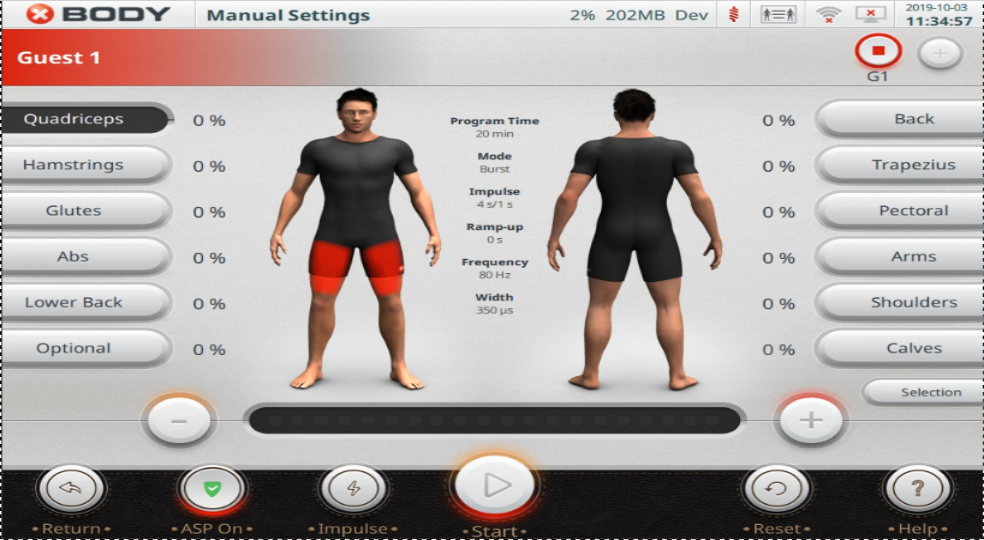 BODY
Manual Settings
2% 202MB Dev
2019-10-03
11:34:57
Guest 1
G1
Quadriceps 0 %
Hamstrings 0 %
Glutes 0 %
Abs 0 %
Lower Back 0 %
Optional 0 %
Program Time
20 min
Mode
Burst
Impulse
4 s/1 s
Ramp-up
0 s
Frequency
80 Hz
Width
350 µs
0 % Back
0 % Trapezius
0 % Pectoral
0 % Arms
0 % Shoulders
0 % Calves
Selection
•Return•
•ASP On•
•Impulse•
•Start•
•Reset•
•Help•